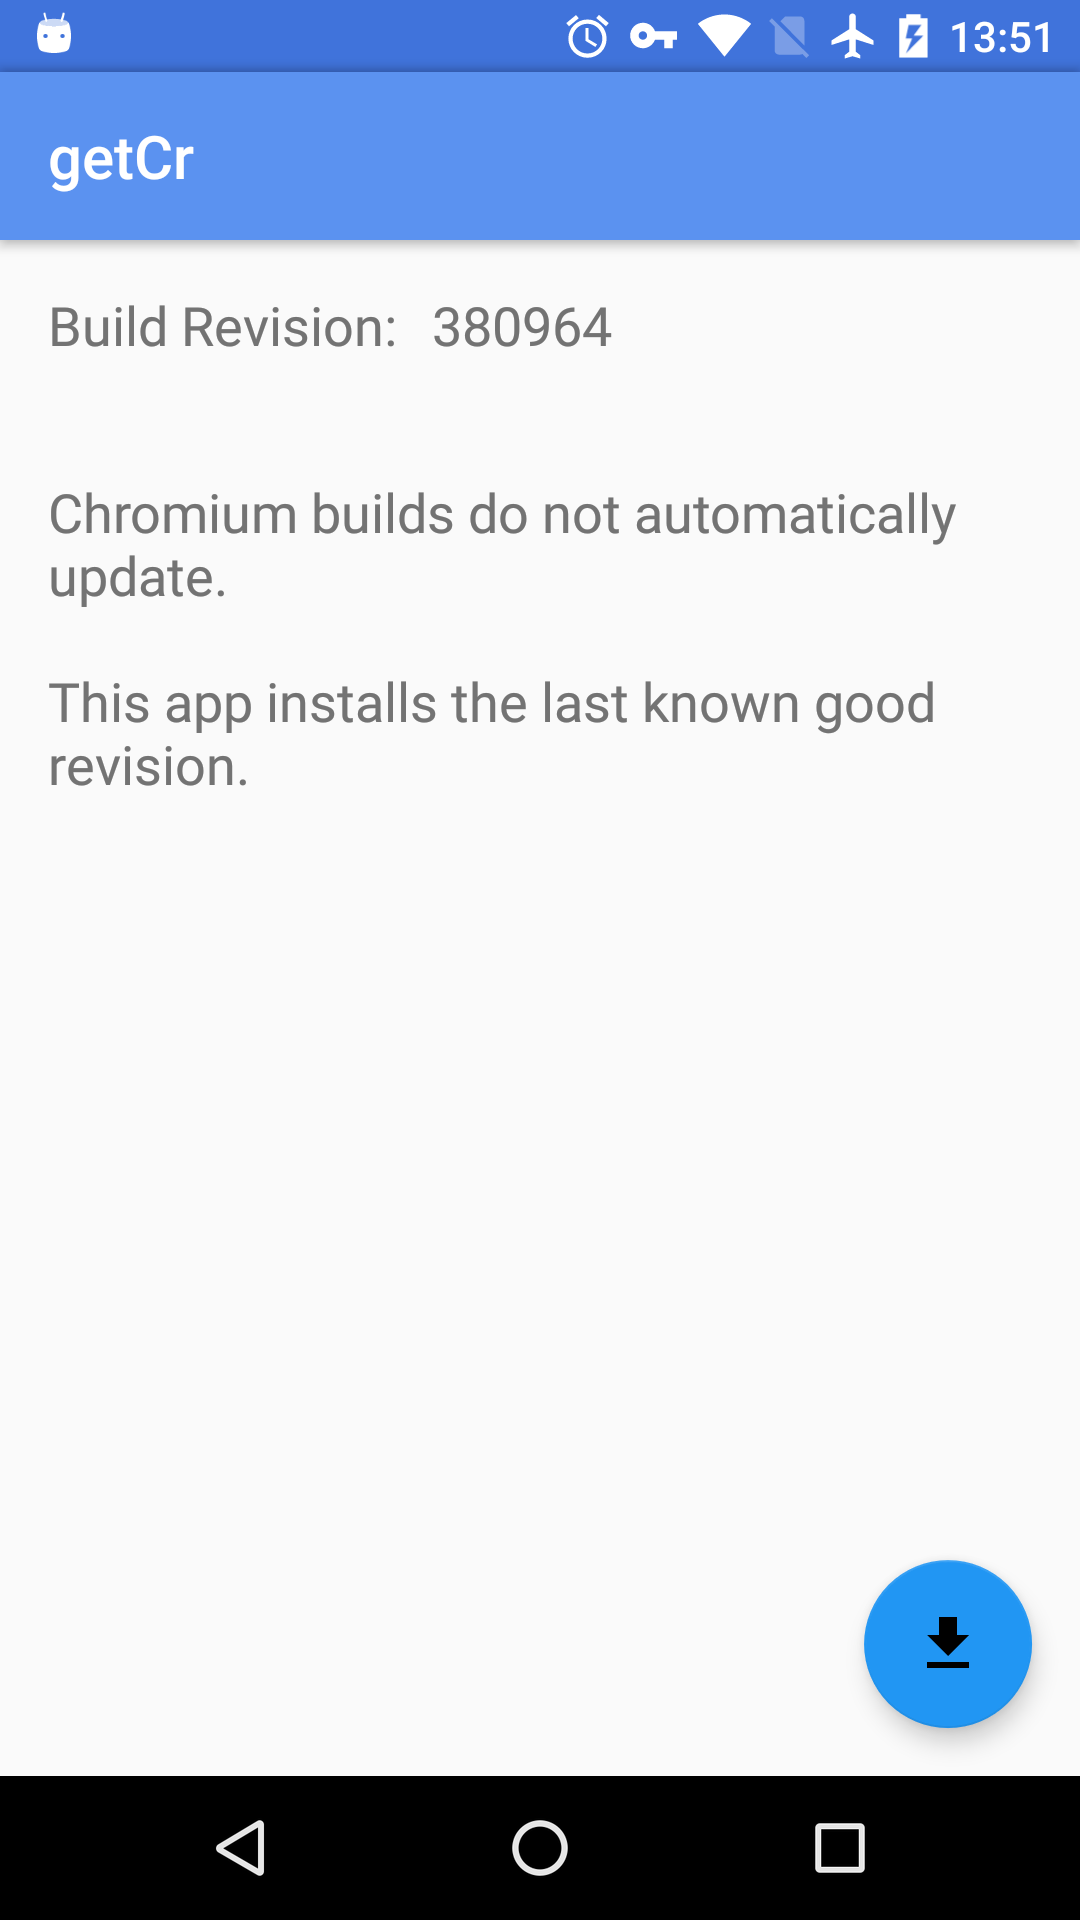 13:51
getCr
Build Revision: 380964
Chromium builds do not automatically
update.
This app installs the last known good
revision.